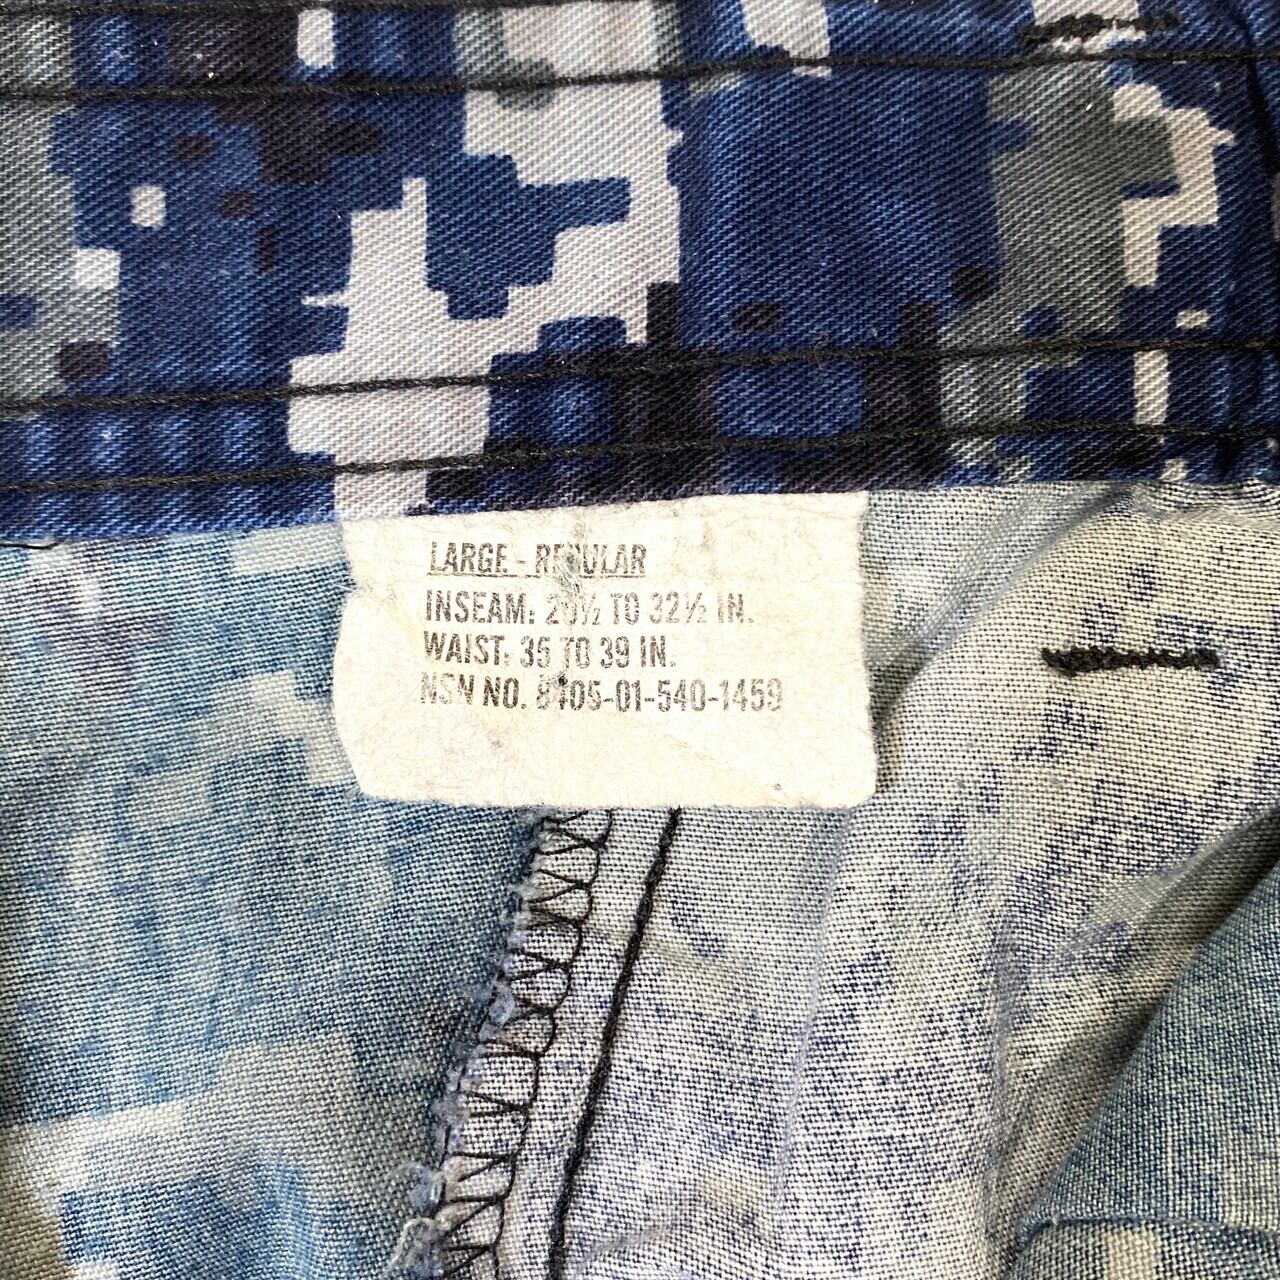 LARGE - REGULAR
INSEAM: ½ TO 32½ IN.
WAIST: 35 TO 39 IN.
NSN NO. 8405-01-540-1459